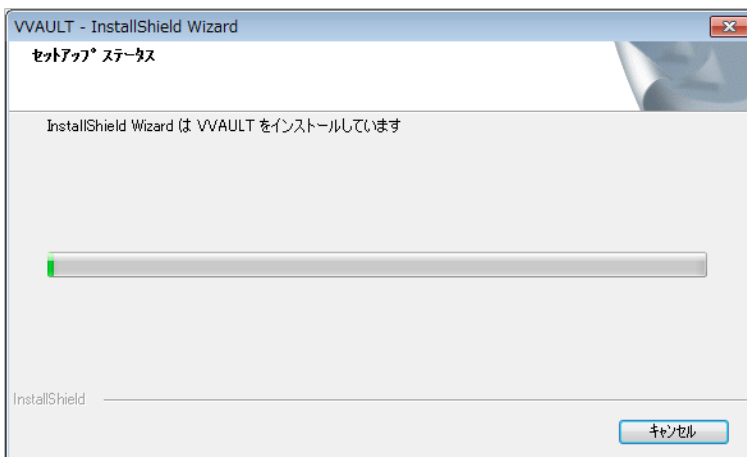 VVAULT - InstallShield Wizard
ｾｯﾄｱｯﾌﾟ ｽﾃｰﾀｽ
InstallShield Wizard は VVAULT をインストールしています
InstallShield
ｷｬﾝｾﾙ